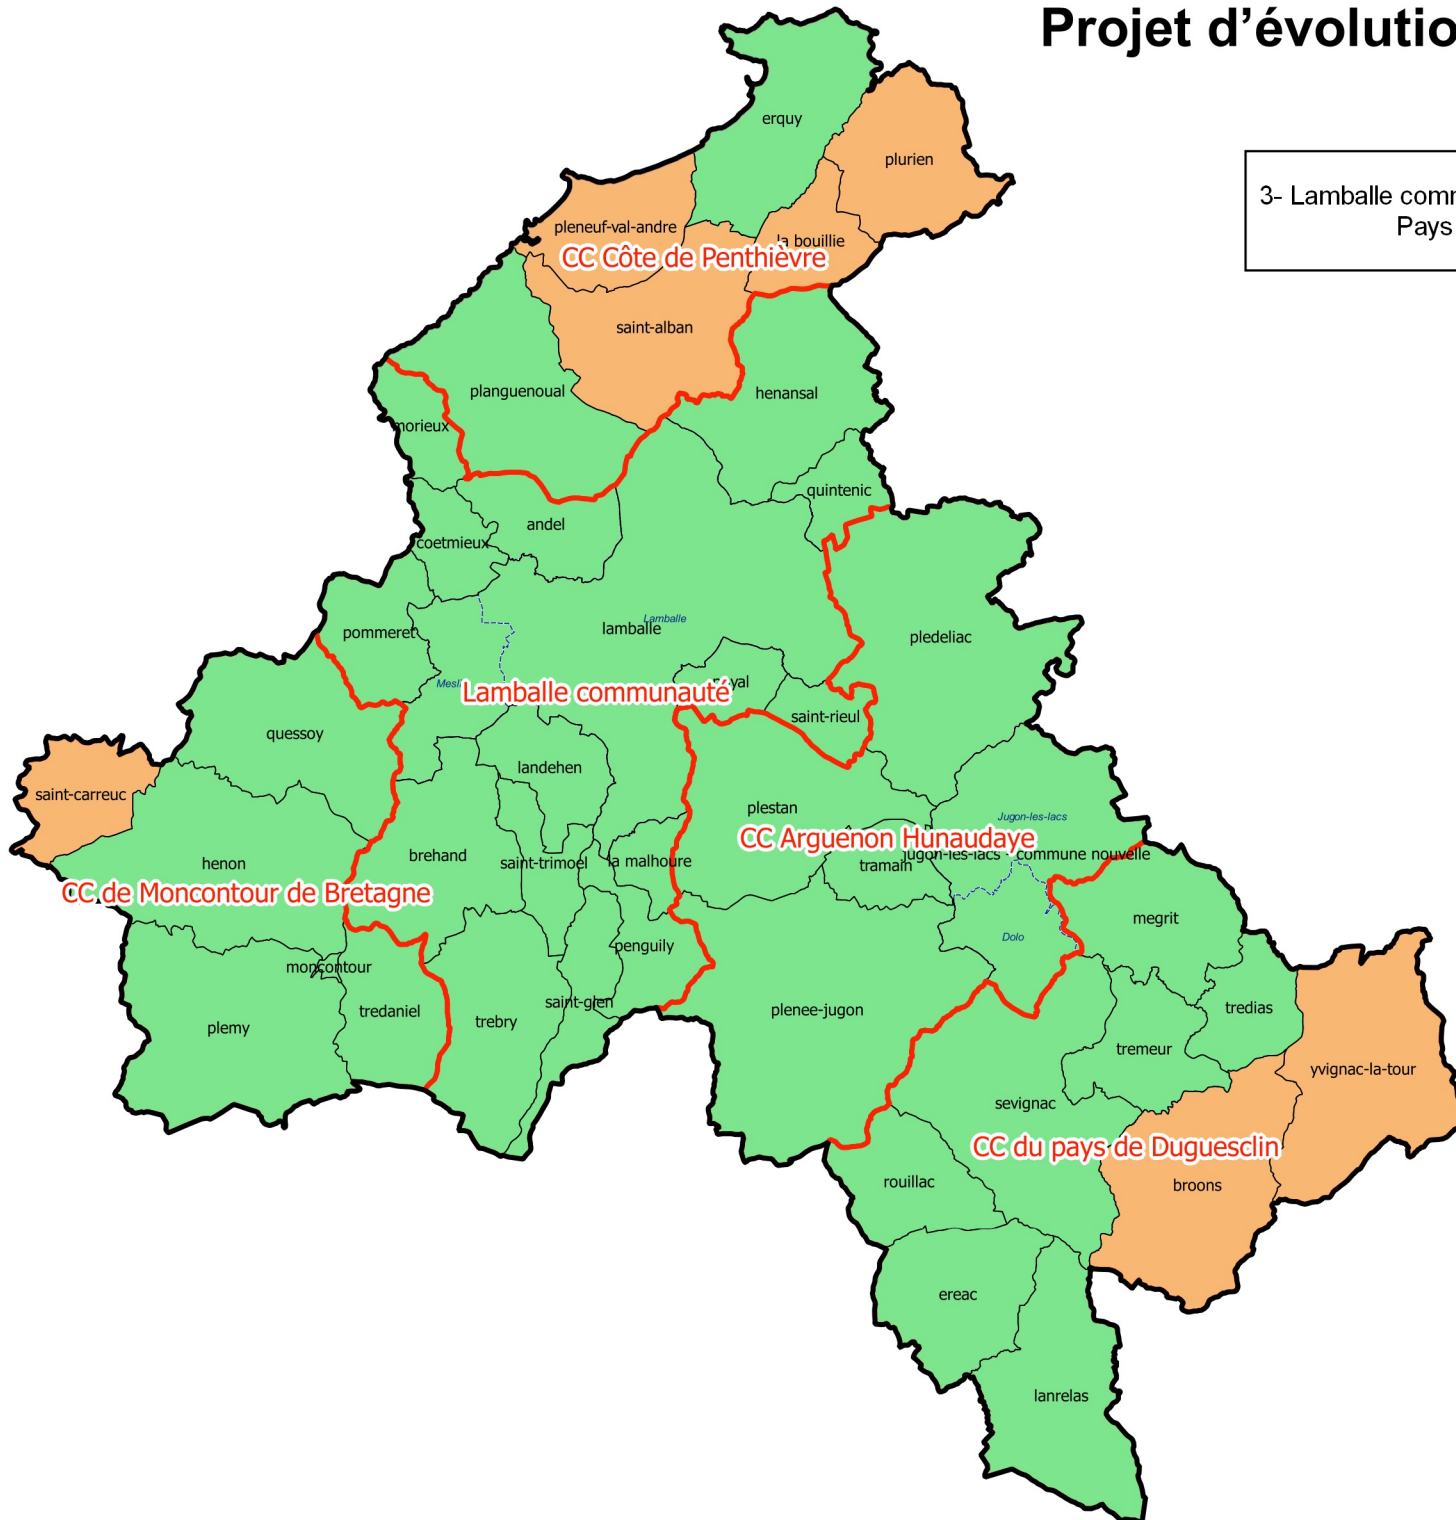 Projet d’évolutio
3- Lamballe comm
Pays
erquy
plurien
pleneuf-val-andre
la bouillie
CC Côte de Penthièvre
saint-alban
planguenoual
henansal
morieux
quintenic
andel
coetmieux
Lamballe
lamballe
pommeret
pledeliac
Lamballe communauté
saint-rieul
quessoy
landehen
saint-carreuc
plestan
Jugon-les-lacs
CC Arguenon Hunaudaye
jugon-les-lacs - commune nouvelle
tramain
brehand
saint-trimoel
la malhoure
henon
CC de Moncontour de Bretagne
megrit
Dolo
penguily
moncontour
saint-glen
tredaniel
plenee-jugon
tredias
trebry
plemy
tremeur
yvignac-la-tour
sevignac
CC du pays de Duguesclin
rouillac
broons
ereac
lanrelas